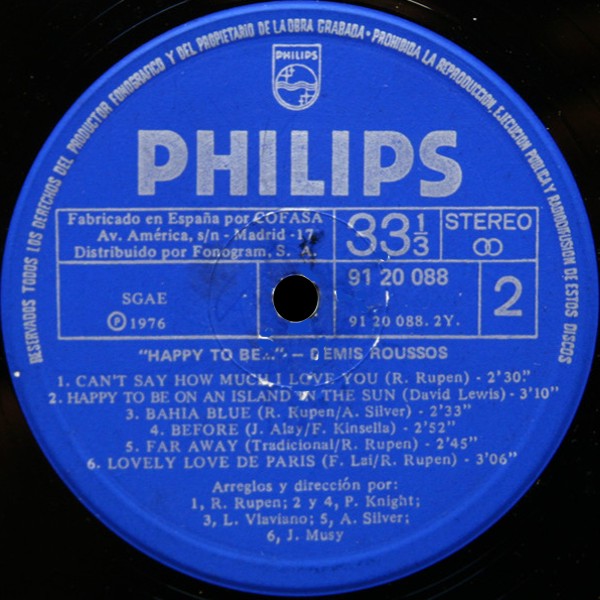 RESERVADOS TODOS LOS DERECHOS DEL PRODUCTOR FONOGRAFICO Y DEL PROPIETARIO DE LA OBRA GRABADA - PROHIBIDA LA REPRODUCCION, EJECUCION PUBLICA Y RADIODIFUSION DE ESTOS DISCOS
PHILIPS
PHILIPS
Fabricado en España por COFASA
Av. América, s/n - Madrid -17
Distribuido por Fonogram, S. A.
33 1/3
STEREO
SGAE
Ⓟ 1976
91 20 088
91 20 088. 2Y.
2
"HAPPY TO BE..." - DEMIS ROUSSOS
1. CAN'T SAY HOW MUCH I LOVE YOU (R. Rupen) - 2'30"
2. HAPPY TO BE ON AN ISLAND IN THE SUN (David Lewis) - 3'10"
3. BAHIA BLUE (R. Kupen/A. Silver) - 2'33"
4. BEFORE (J. Alay/F. Kinsella) - 2'52"
5. FAR AWAY (Tradicional/R. Rupen) - 2'45"
6. LOVELY LOVE DE PARIS (F. Lai/R. Rupen) - 3'06"
Arreglos y dirección por:
1, R. Rupen; 2 y 4, P. Knight;
3, L. Vlaviano; 5, A. Silver;
6, J. Musy